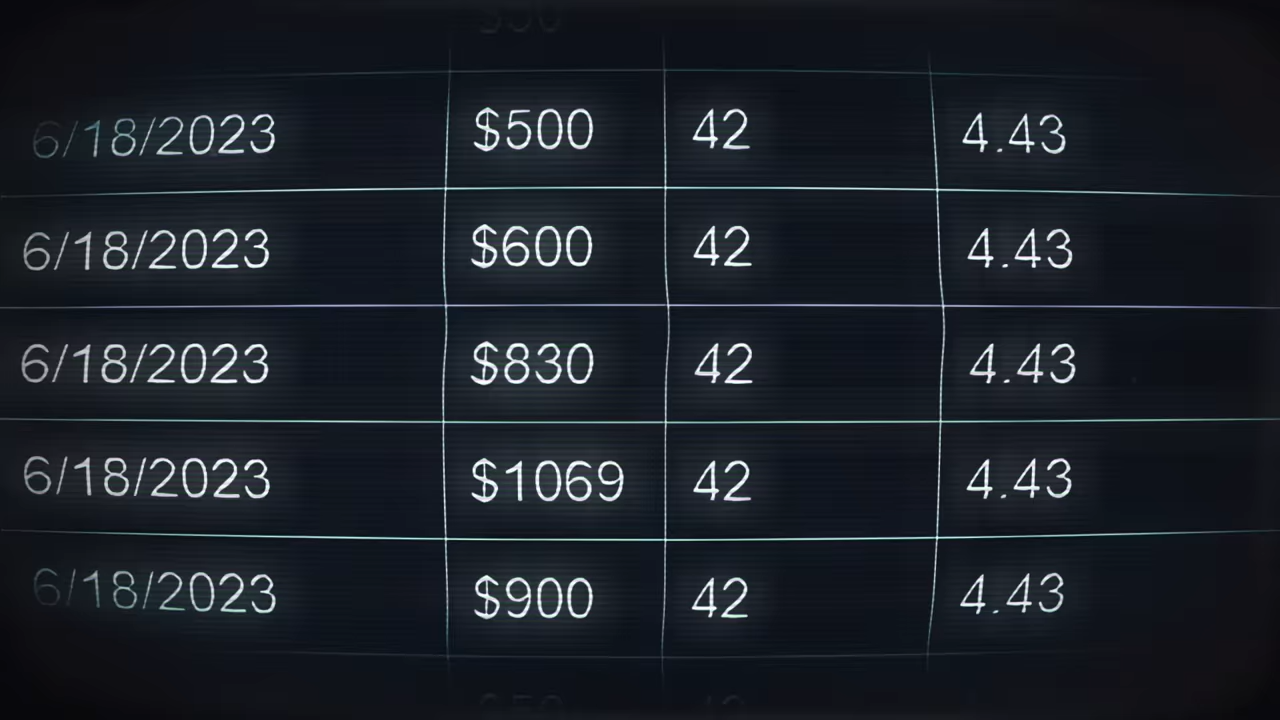 6/18/2023 $500 42 4.43
6/18/2023 $600 42 4.43
6/18/2023 $830 42 4.43
6/18/2023 $1069 42 4.43
6/18/2023 $900 42 4.43